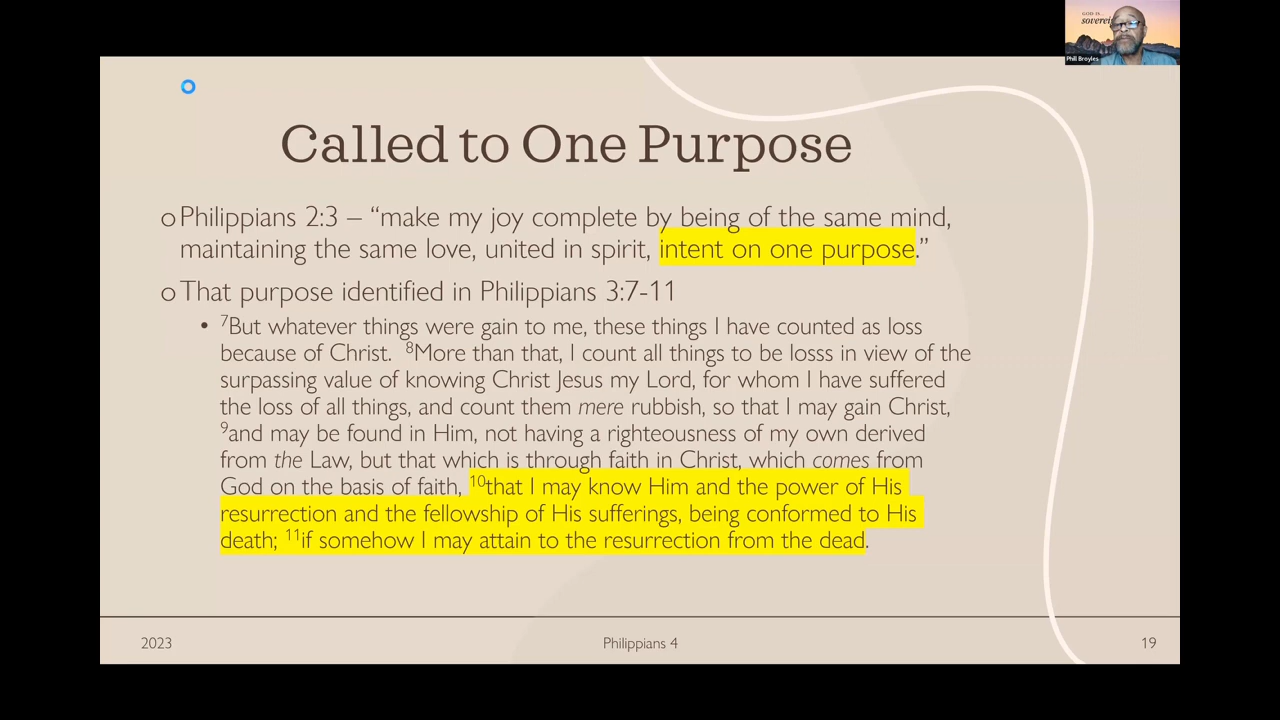 GOD IS...
Phill Broyles
Called to One Purpose
o Philippians 2:3 – “make my joy complete by being of the same mind,
maintaining the same love, united in spirit, intent on one purpose.”
o That purpose identified in Philippians 3:7-11
• 7But whatever things were gain to me, these things I have counted as loss
because of Christ. 8More than that, I count all things to be losss in view of the
surpassing value of knowing Christ Jesus my Lord, for whom I have suffered
the loss of all things, and count them mere rubbish, so that I may gain Christ,
9and may be found in Him, not having a righteousness of my own derived
from the Law, but that which is through faith in Christ, which comes from
God on the basis of faith, 10that I may know Him and the power of His
resurrection and the fellowship of His sufferings, being conformed to His
death; 11if somehow I may attain to the resurrection from the dead.
2023
Philippians 4
19